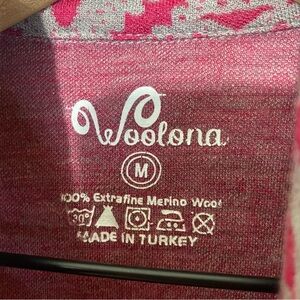 Woolona
M
100% Extrafine Merino Wool
30°
MADE IN TURKEY